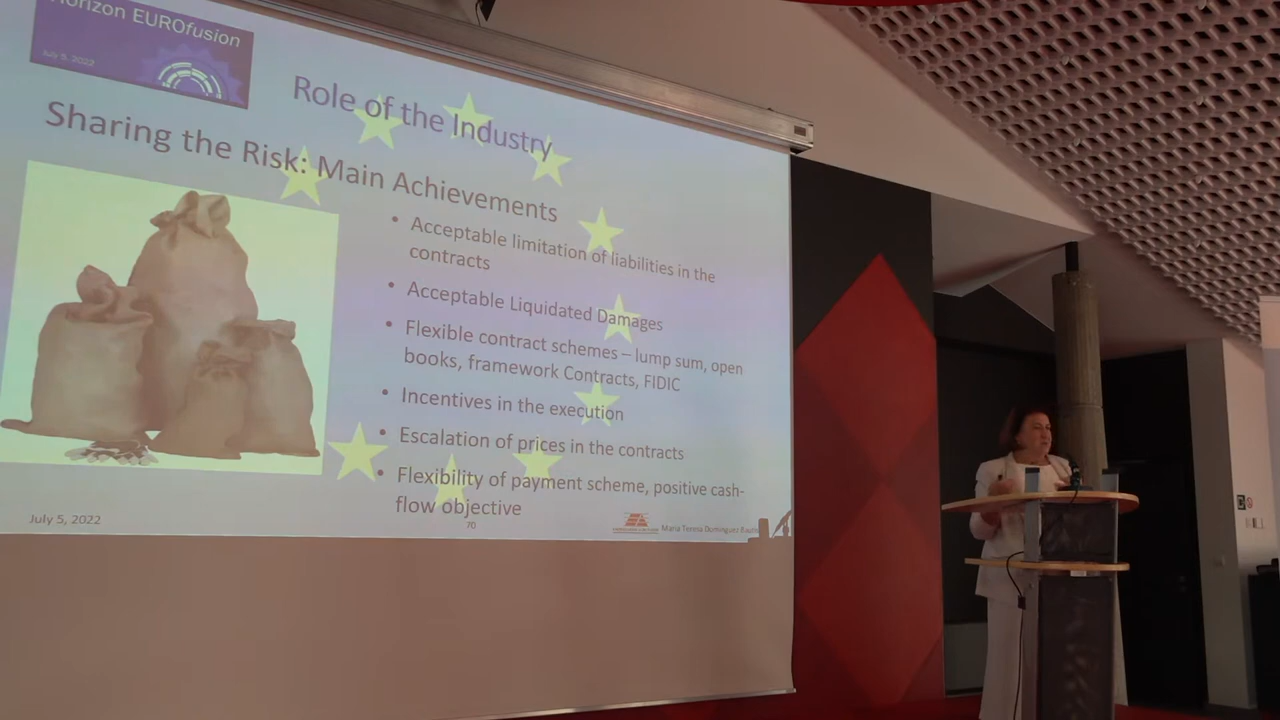 Horizon EUROfusion
July 5, 2022
Role of the Industry
Sharing the Risk: Main Achievements
• Acceptable limitation of liabilities in the
contracts
• Acceptable Liquidated Damages
• Flexible contract schemes – lump sum, open
books, framework Contracts, FIDIC
• Incentives in the execution
• Escalation of prices in the contracts
• Flexibility of payment scheme, positive cash-
flow objective
July 5, 2022
70
Maria Teresa Dominguez